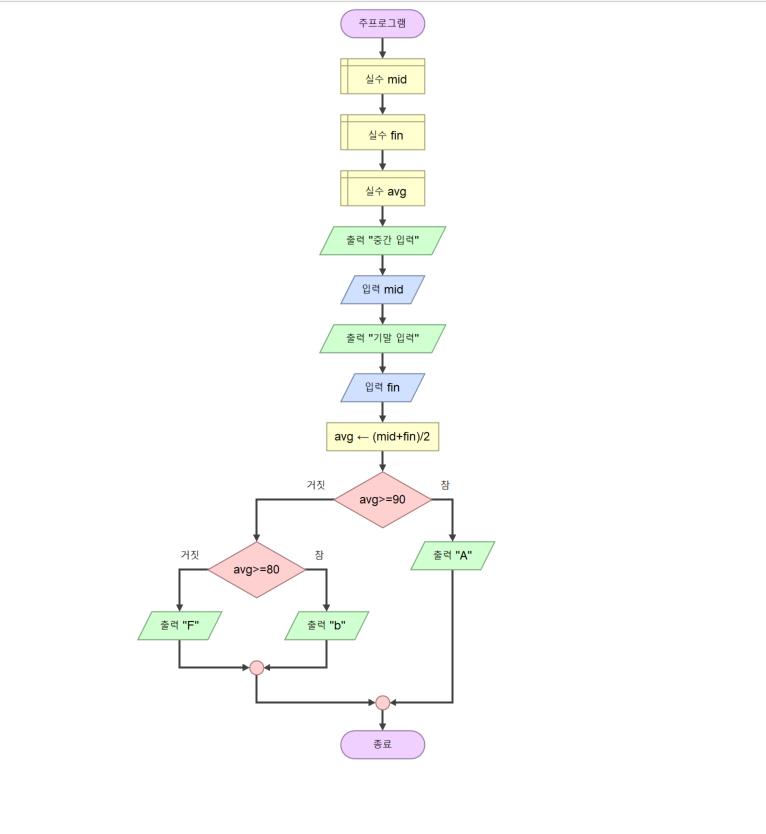 주프로그램
실수 mid
실수 fin
실수 avg
출력 "중간 입력"
입력 mid
출력 "기말 입력"
입력 fin
avg ← (mid+fin)/2
거짓
avg>=90
참
출력 "A"
거짓
avg>=80
참
출력 "F"
출력 "b"
종료